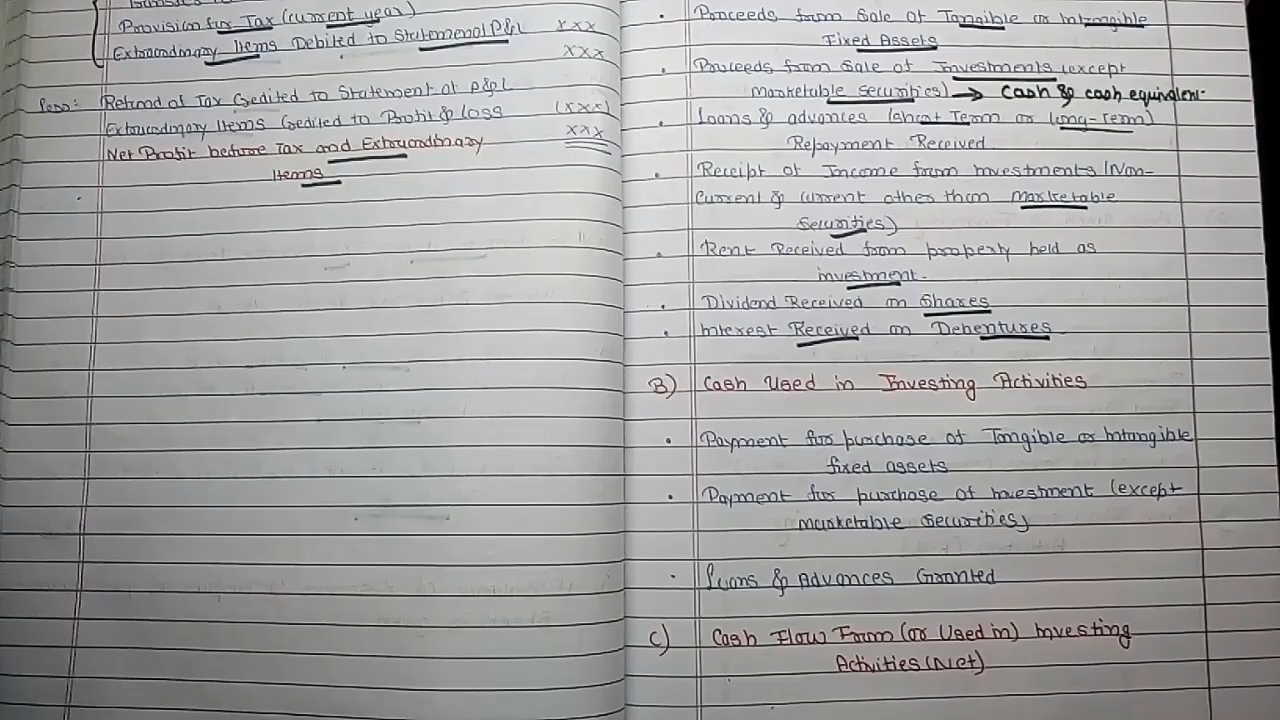 Provision for Tax (current year)
Extraordinary Items Debited to Statement of P&L xxx
xxx
Less: Refund of Tax Credited to Statement of P&L
Extraordinary Items Credited to Profit & Loss (xxx)
Net Profit before Tax and Extraordinary xxx
Items
• Proceeds from Sale of Tangible or Intangible
Fixed Assets
• Proceeds from Sale of Investments (except
marketable securities) → Cash & cash equivalent.
• Loans & advances (short Term or long-term)
Repayment Received
• Receipt of Income from Investments (Non-
Current & current other than marketable
securities)
• Rent Received from property held as
invesment.
• Dividend Received on Shares
• Interest Received on Debentures
B) Cash Used in Investing Activities
• Payment for purchase of Tangible or Intangible
fixed assets
• Payment for purchase of Investment (except
marketable securities)
• Loans & Advances Granted
C) Cash Flow From (or Used in) Investing
Activities (Net)